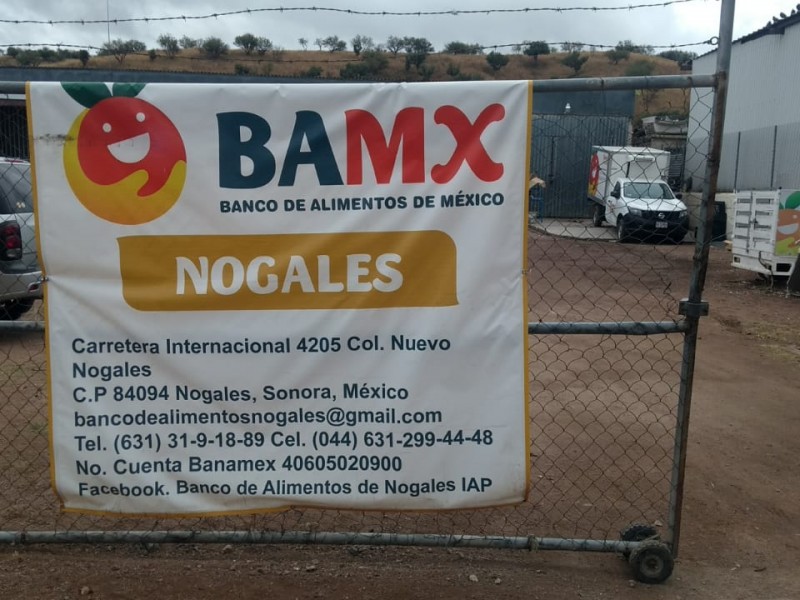 BAMX
BANCO DE ALIMENTOS DE MÉXICO
NOGALES
Carretera Internacional 4205 Col. Nuevo
Nogales
C.P 84094 Nogales, Sonora, México
bancodealimentosnogales@gmail.com
Tel. (631) 31-9-18-89 Cel. (044) 631-299-44-48
No. Cuenta Banamex 40605020900
Facebook. Banco de Alimentos de Nogales IAP